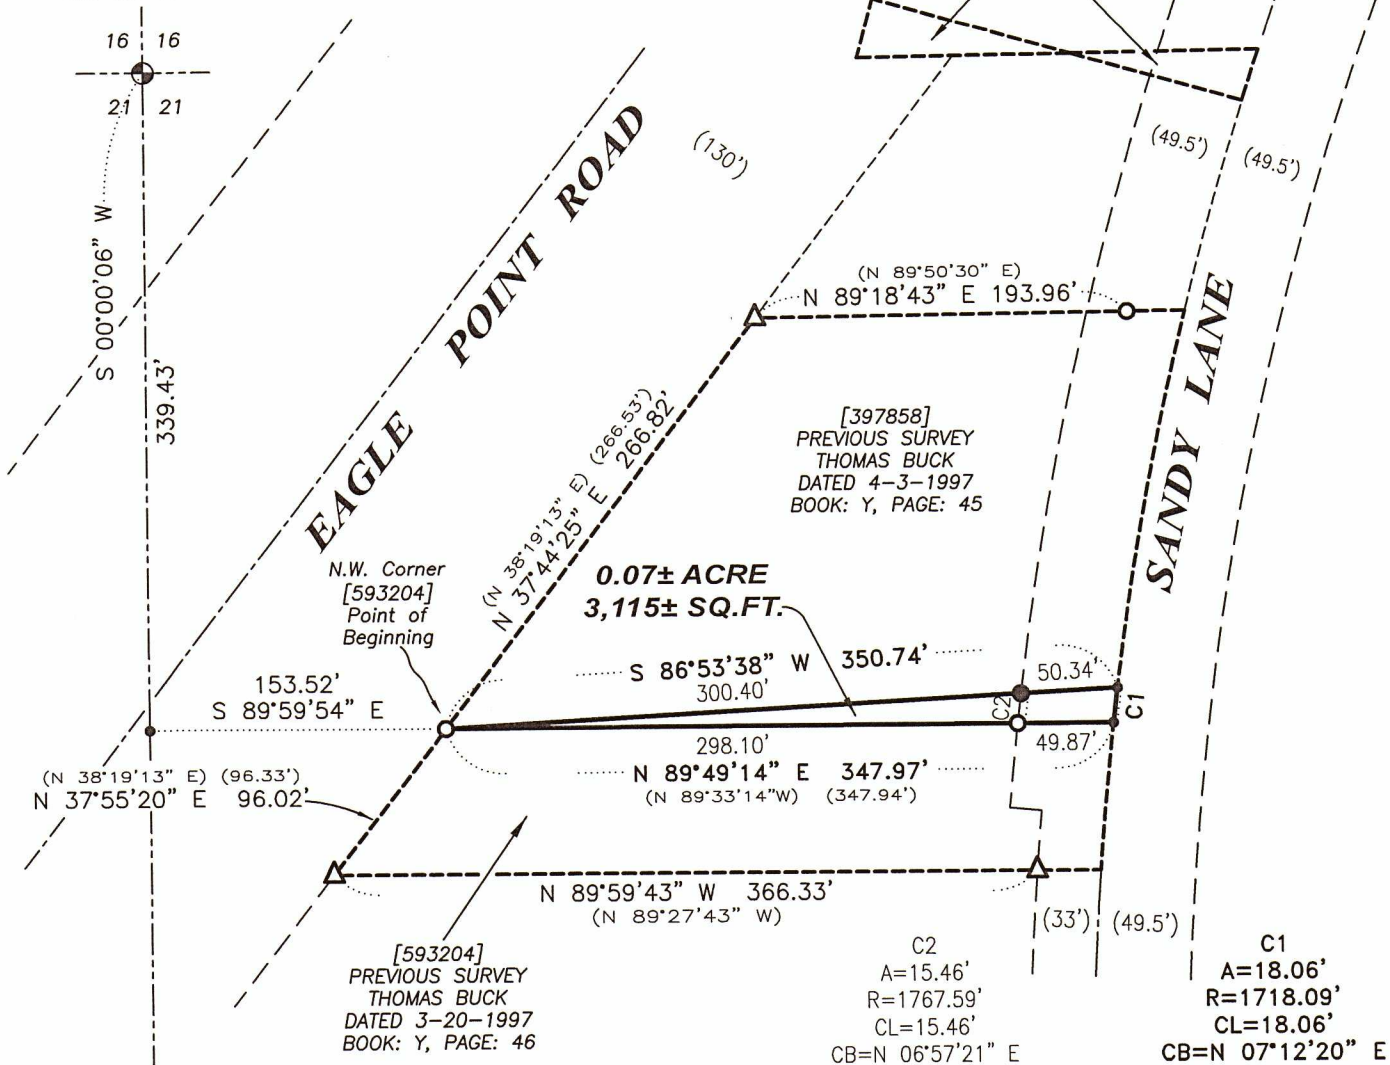 16 16
21 21
S 00°00'06" W
339.43'
EAGLE POINT ROAD
(130')
(49.5')
(49.5')
(N 89°50'30" E)
N 89°18'43" E 193.96'
SANDY LANE
(N 38°19'13" E) (266.53')
N 37°44'25" E 266.82'
[397858]
PREVIOUS SURVEY
THOMAS BUCK
DATED 4-3-1997
BOOK: Y, PAGE: 45
N.W. Corner
[593204]
Point of
Beginning
0.07± ACRE
3,115± SQ.FT.
S 86°53'38" W 350.74'
300.40'
50.34'
C2
C1
153.52'
S 89°59'54" E
298.10'
49.87'
N 89°49'14" E 347.97'
(N 89°33'14"W) (347.94')
(N 38°19'13" E) (96.33')
N 37°55'20" E 96.02'
N 89°59'43" W 366.33'
(N 89°27'43" W)
(33')
(49.5')
[593204]
PREVIOUS SURVEY
THOMAS BUCK
DATED 3-20-1997
BOOK: Y, PAGE: 46
C2
A=15.46'
R=1767.59'
CL=15.46'
CB=N 06°57'21" E
C1
A=18.06'
R=1718.09'
CL=18.06'
CB=N 07°12'20" E